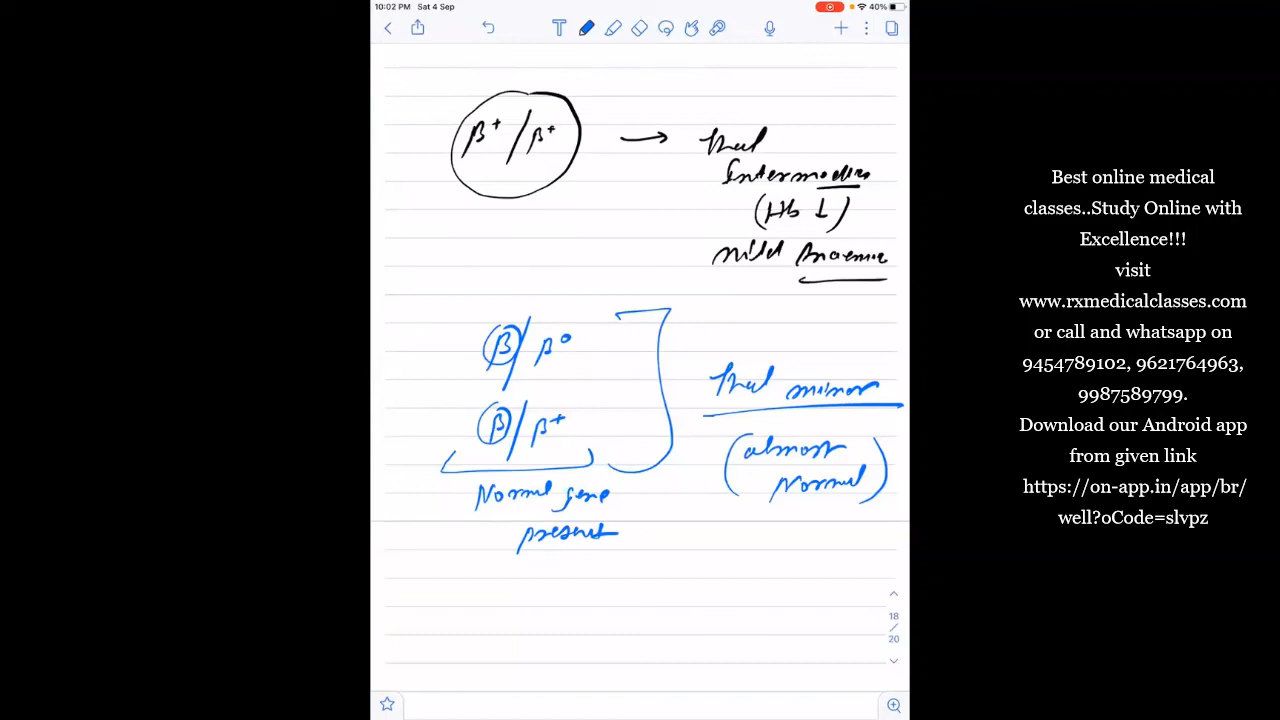 10:02 PM Sat 4 Sep
40%
β+/β+ → thal
Intermedia
(Hb ↓)
mild Anaemia
β/β0
β/β+
thal minor
(almost
Normal)
Normal gene
present
18
/
20
Best online medical
classes..Study Online with
Excellence!!!
visit
www.rxmedicalclasses.com
or call and whatsapp on
9454789102, 9621764963,
9987589799.
Download our Android app
from given link
https://on-app.in/app/br/
well?oCode=slvpz